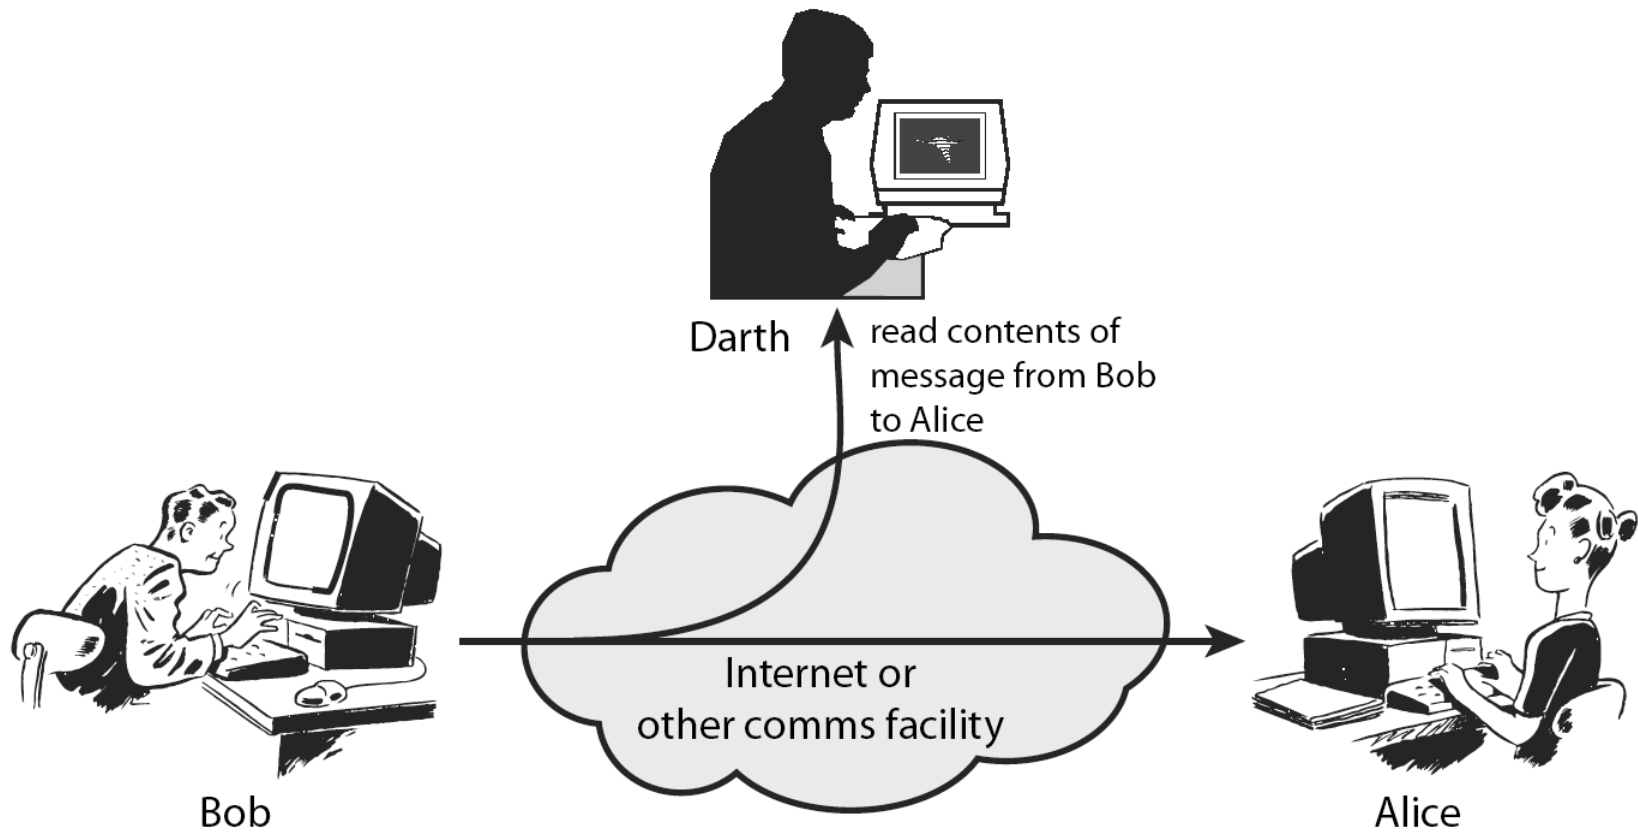 Darth
read contents of
message from Bob
to Alice
Internet or
other comms facility
Bob
Alice